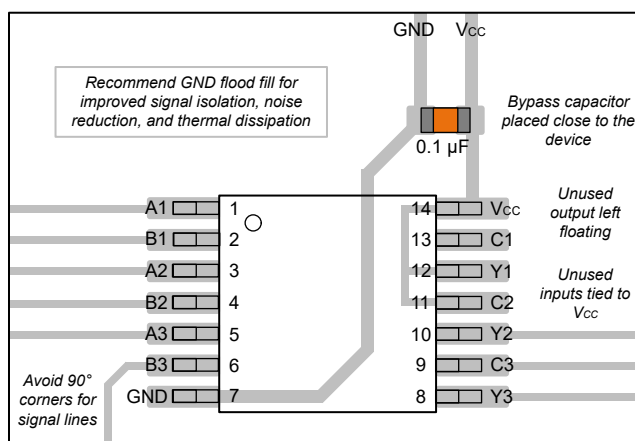 GND Vcc
Recommend GND flood fill for
improved signal isolation, noise
reduction, and thermal dissipation
Bypass capacitor
placed close to the
device
0.1 µF
A1 1 14 Vcc
B1 2 13 C1
A2 3 12 Y1
B2 4 11 C2
A3 5 10 Y2
B3 6 9 C3
GND 7 8 Y3
Unused
output left
floating
Unused
inputs tied to
Vcc
Avoid 90°
corners for
signal lines